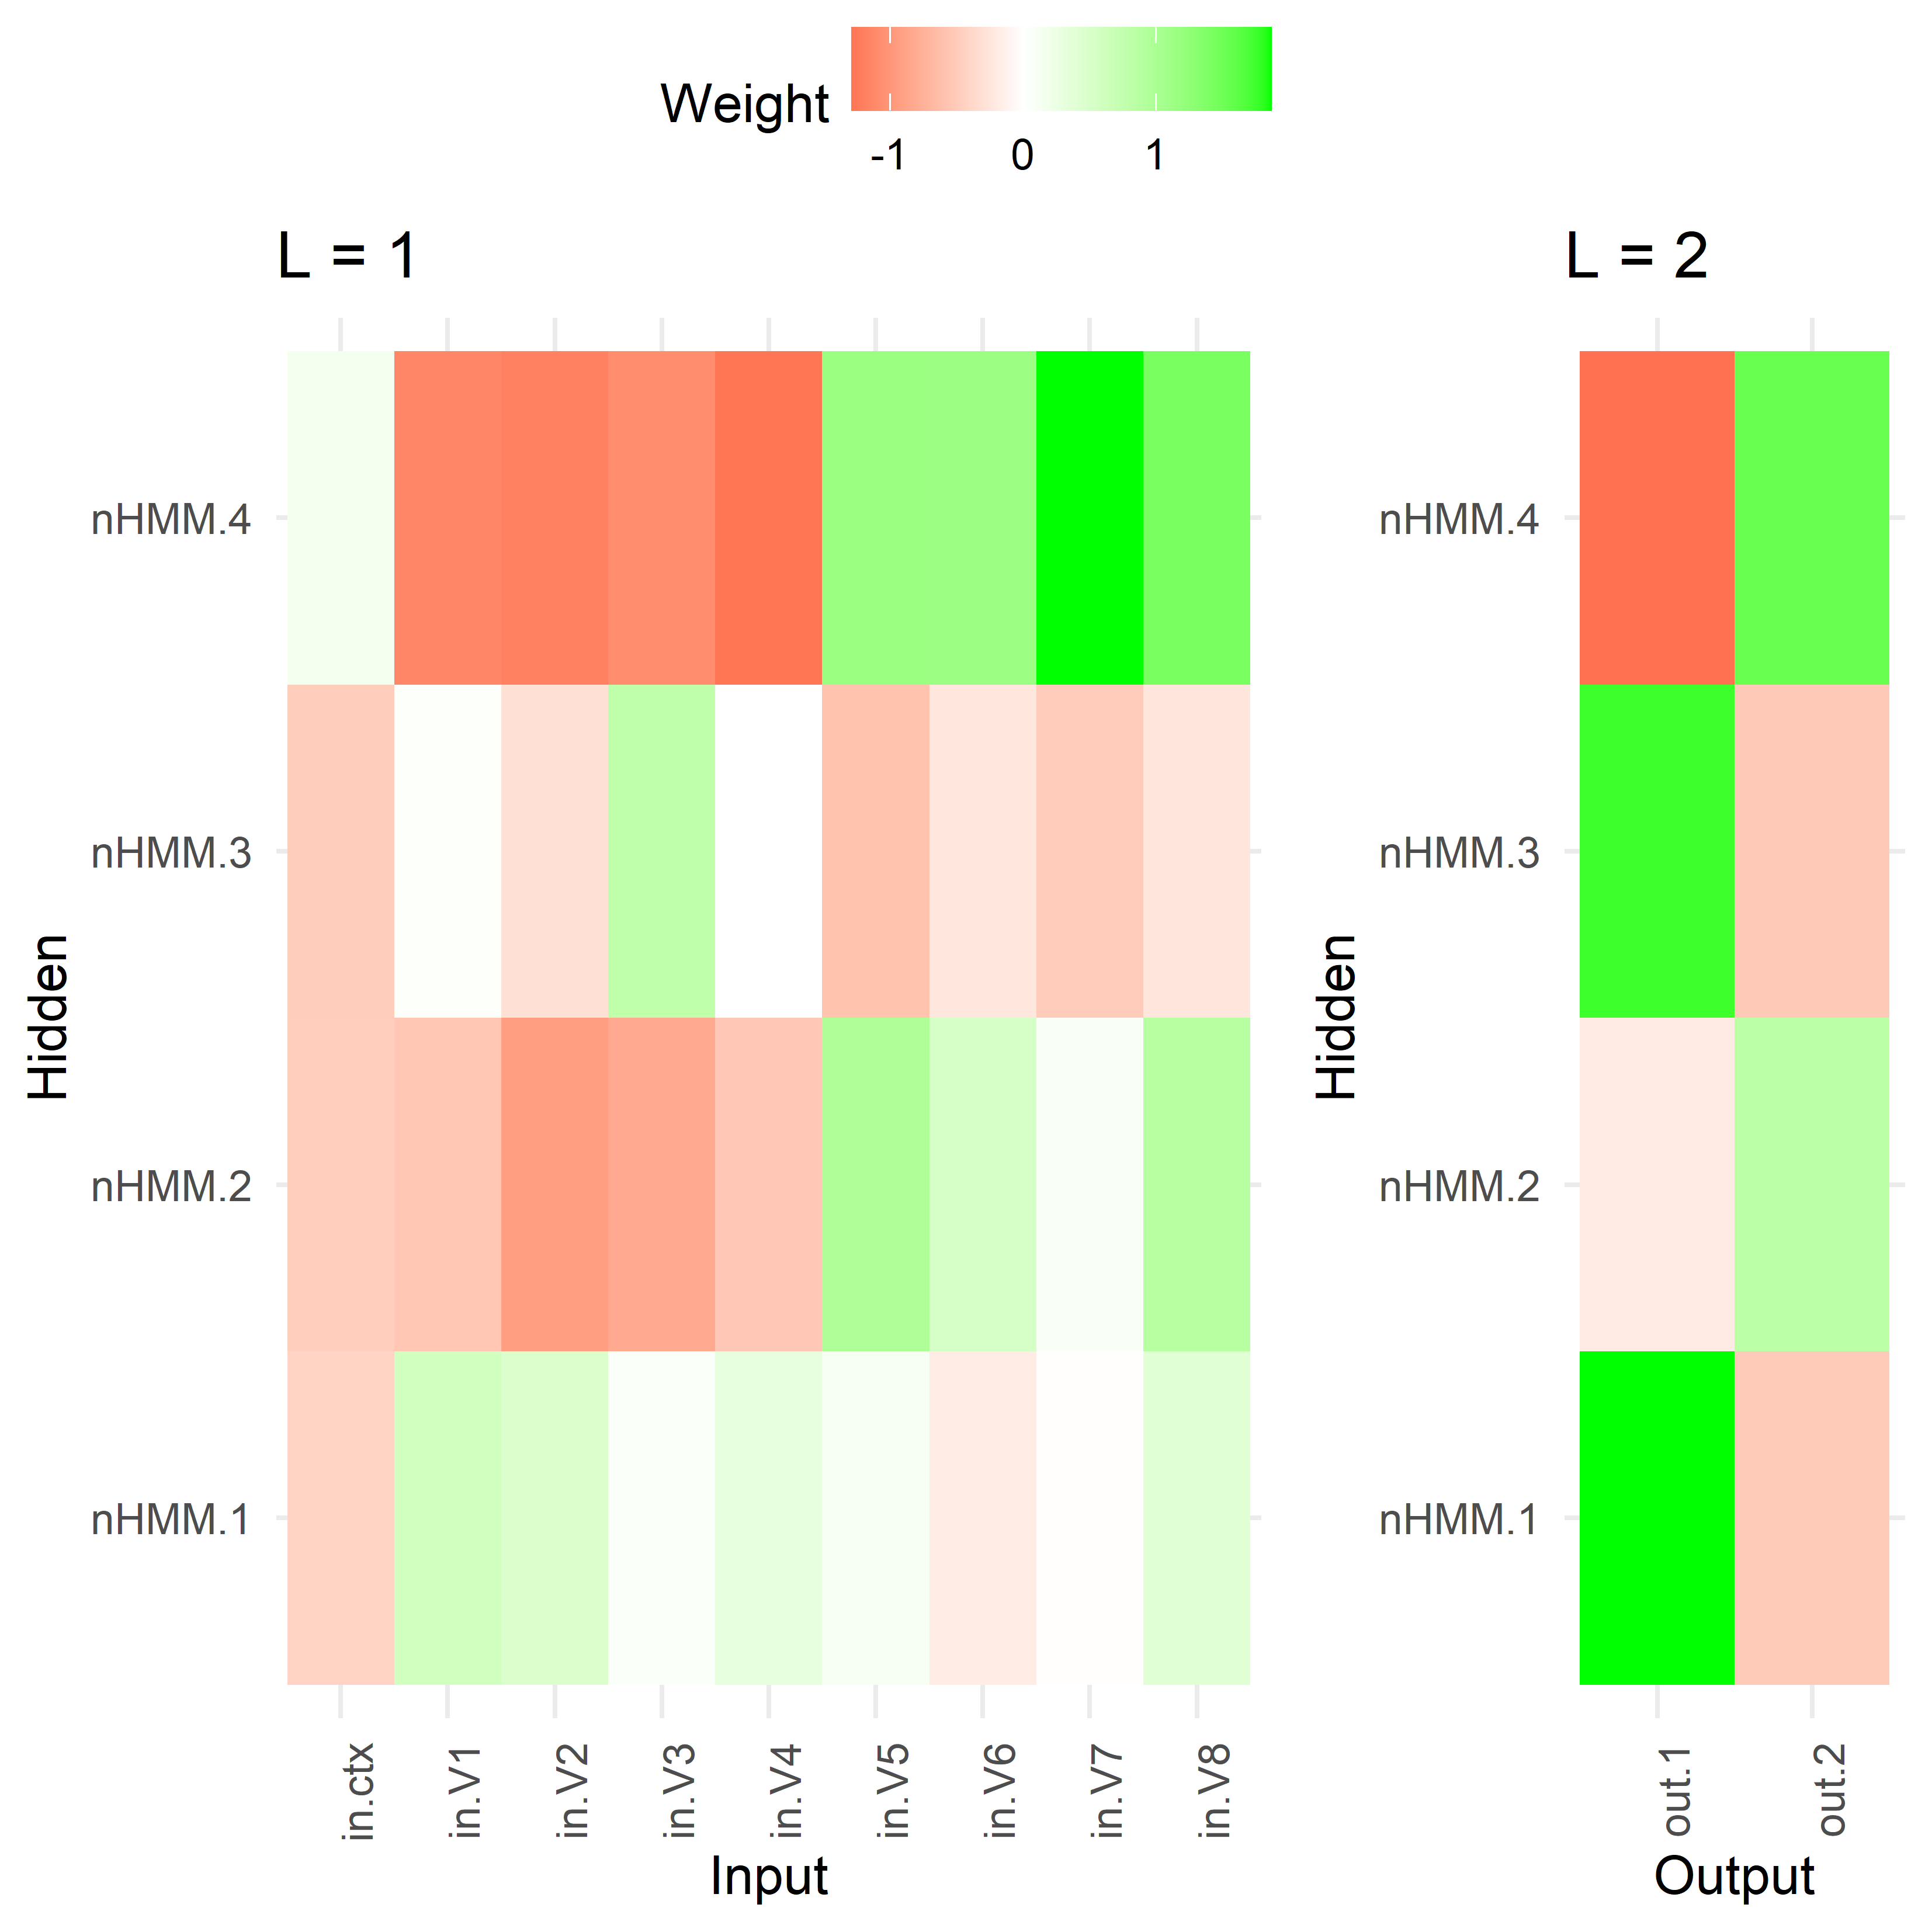 Weight
-1 0 1
L = 1
L = 2
nHMM.4
nHMM.3
nHMM.2
nHMM.1
Hidden
in.ctx
in.V1
in.V2
in.V3
in.V4
in.V5
in.V6
in.V7
in.V8
Input
nHMM.4
nHMM.3
nHMM.2
nHMM.1
Hidden
out.1
out.2
Output